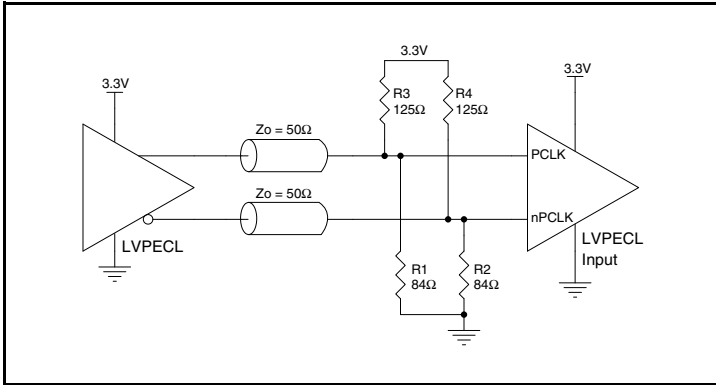 3.3V
3.3V
3.3V
R3
125Ω
R4
125Ω
Zo = 50Ω
PCLK
Zo = 50Ω
nPCLK
LVPECL
LVPECL
Input
R1
84Ω
R2
84Ω